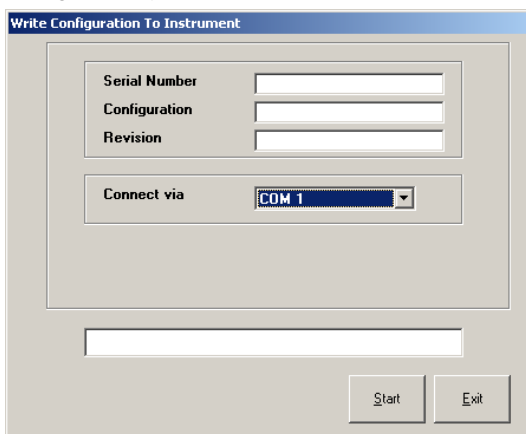 Write Configuration To Instrument
Serial Number
Configuration
Revision
Connect via COM 1
Start Exit